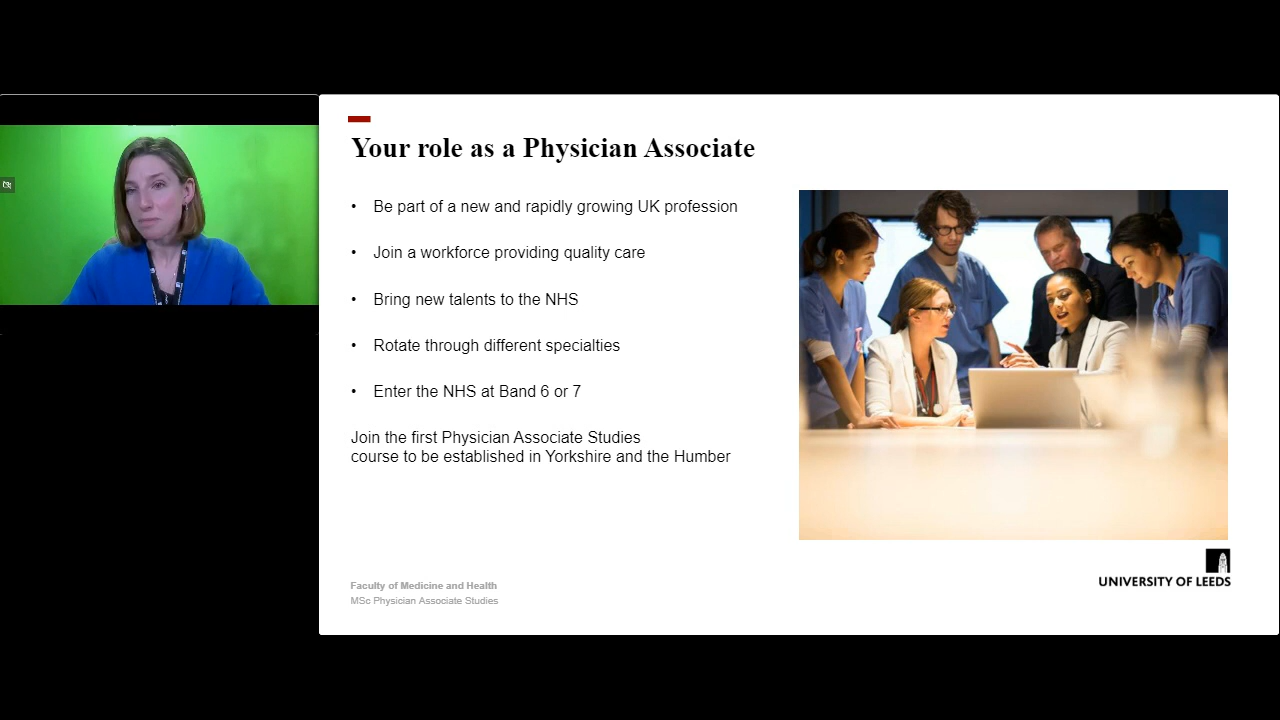 Your role as a Physician Associate
• Be part of a new and rapidly growing UK profession
• Join a workforce providing quality care
• Bring new talents to the NHS
• Rotate through different specialties
• Enter the NHS at Band 6 or 7
Join the first Physician Associate Studies
course to be established in Yorkshire and the Humber
Faculty of Medicine and Health
MSc Physician Associate Studies
UNIVERSITY OF LEEDS